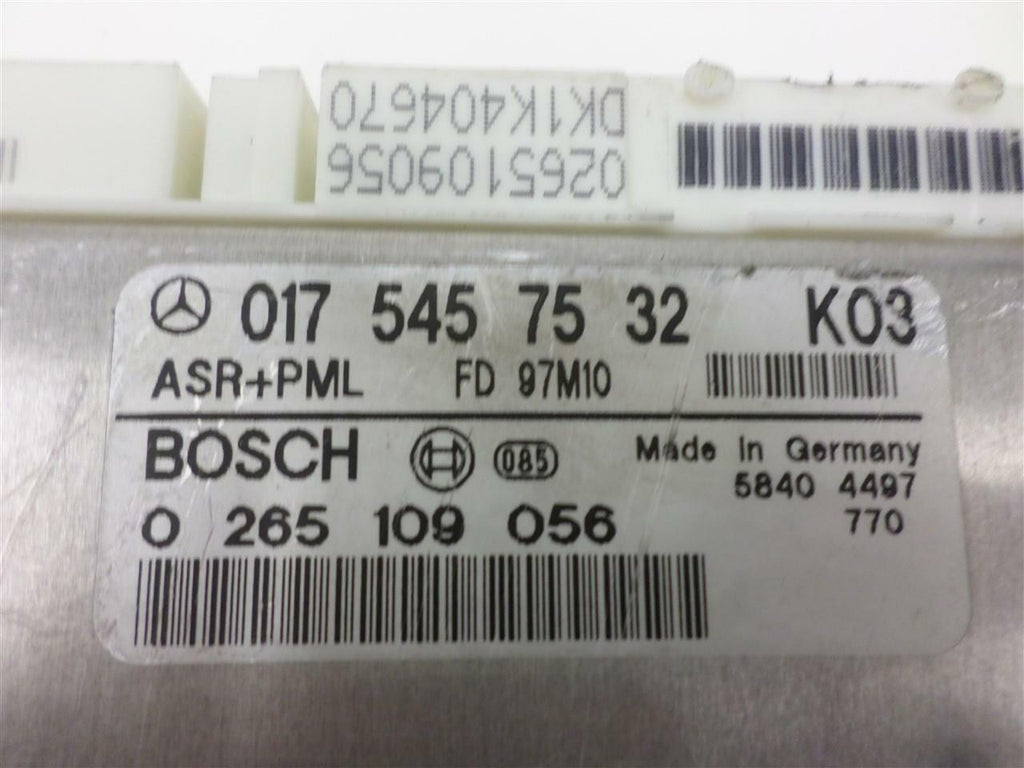 0265109056
DK1K404670
017 545 75 32 K03
ASR+PML FD 97M10
BOSCH 085 Made In Germany
5840 4497
0 265 109 056 770